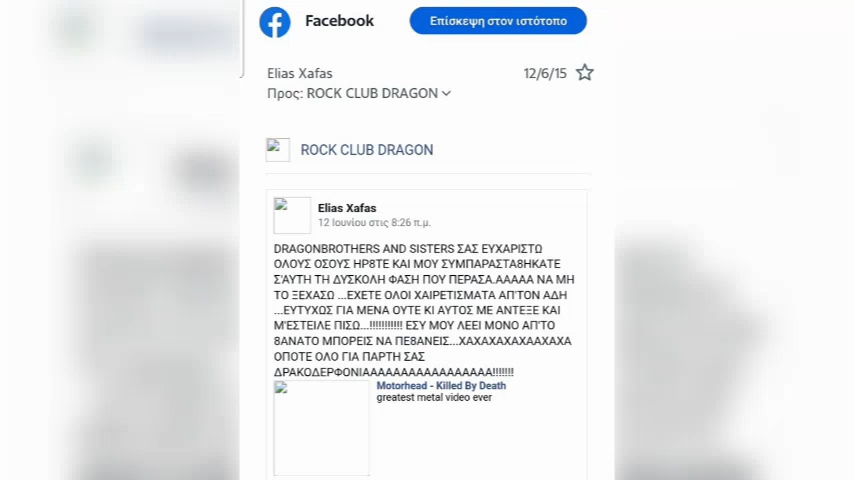 Facebook
Επίσκεψη στον ιστότοπο
Elias Xafas
12/6/15
Προς: ROCK CLUB DRAGON
ROCK CLUB DRAGON
Elias Xafas
12 Ιουνίου στις 8:26 π.μ.
DRAGONBROTHERS AND SISTERS ΣΑΣ ΕΥΧΑΡΙΣΤΩ
ΟΛΟΥΣ ΟΣΟΥΣ ΗΡ8ΤΕ ΚΑΙ ΜΟΥ ΣΥΜΠΑΡΑΣΤΑ8ΗΚΑΤΕ
Σ'ΑΥΤΗ ΤΗ ΔΥΣΚΟΛΗ ΦΑΣΗ ΠΟΥ ΠΕΡΑΣΑ.ΑΑΑΑΑ ΝΑ ΜΗ
ΤΟ ΞΕΧΑΣΩ ...ΕΧΕΤΕ ΟΛΟΙ ΧΑΙΡΕΤΙΣΜΑΤΑ ΑΠ'ΤΟΝ ΑΔΗ
...ΕΥΤΥΧΩΣ ΓΙΑ ΜΕΝΑ ΟΥΤΕ ΚΙ ΑΥΤΟΣ ΜΕ ΑΝΤΕΞΕ ΚΑΙ
Μ'ΕΣΤΕΙΛΕ ΠΙΣΩ...!!!!!!!!!!! ΕΣΥ ΜΟΥ ΛΕΕΙ ΜΟΝΟ ΑΠ'ΤΟ
8ΑΝΑΤΟ ΜΠΟΡΕΙΣ ΝΑ ΠΕ8ΑΝΕΙΣ...ΧΑΧΑΧΑΧΑΧΑΑΧΑΧΑ
ΟΠΟΤΕ ΟΛΟ ΓΙΑ ΠΑΡΤΗ ΣΑΣ
ΔΡΑΚΟΔΕΡΦΟΝΙΑΑΑΑΑΑΑΑΑΑΑΑΑΑΑΑΑ!!!!!!!
Motorhead - Killed By Death
greatest metal video ever